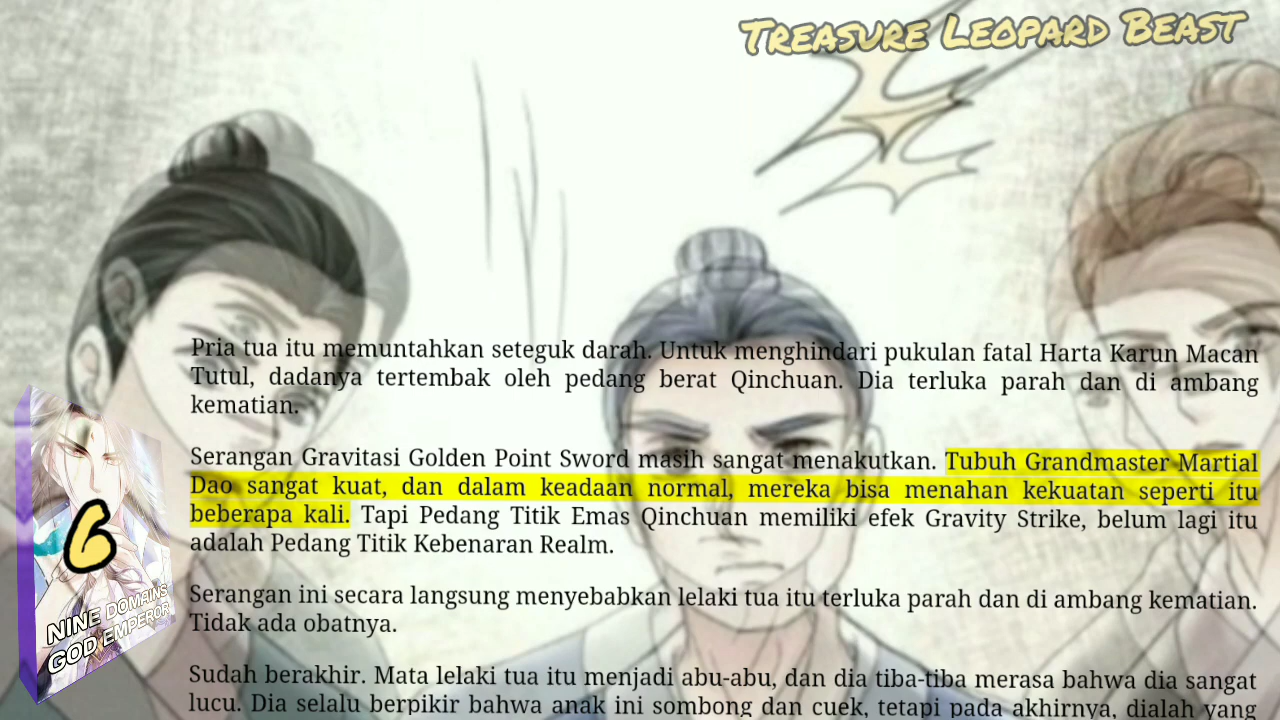 TREASURE LEOPARD BEAST
Pria tua itu memuntahkan seteguk darah. Untuk menghindari pukulan fatal Harta Karun Macan
Tutul, dadanya tertembak oleh pedang berat Qinchuan. Dia terluka parah dan di ambang
kematian.
Serangan Gravitasi Golden Point Sword masih sangat menakutkan. Tubuh Grandmaster Martial
Dao sangat kuat, dan dalam keadaan normal, mereka bisa menahan kekuatan seperti itu
beberapa kali. Tapi Pedang Titik Emas Qinchuan memiliki efek Gravity Strike, belum lagi itu
adalah Pedang Titik Kebenaran Realm.
Serangan ini secara langsung menyebabkan lelaki tua itu terluka parah dan di ambang kematian.
Tidak ada obatnya.
Sudah berakhir. Mata lelaki tua itu menjadi abu-abu, dan dia tiba-tiba merasa bahwa dia sangat
lucu. Dia selalu berpikir bahwa anak ini sombong dan cuek, tetapi pada akhirnya, dialah yang
6
NINE DOMAINS
GOD EMPEROR